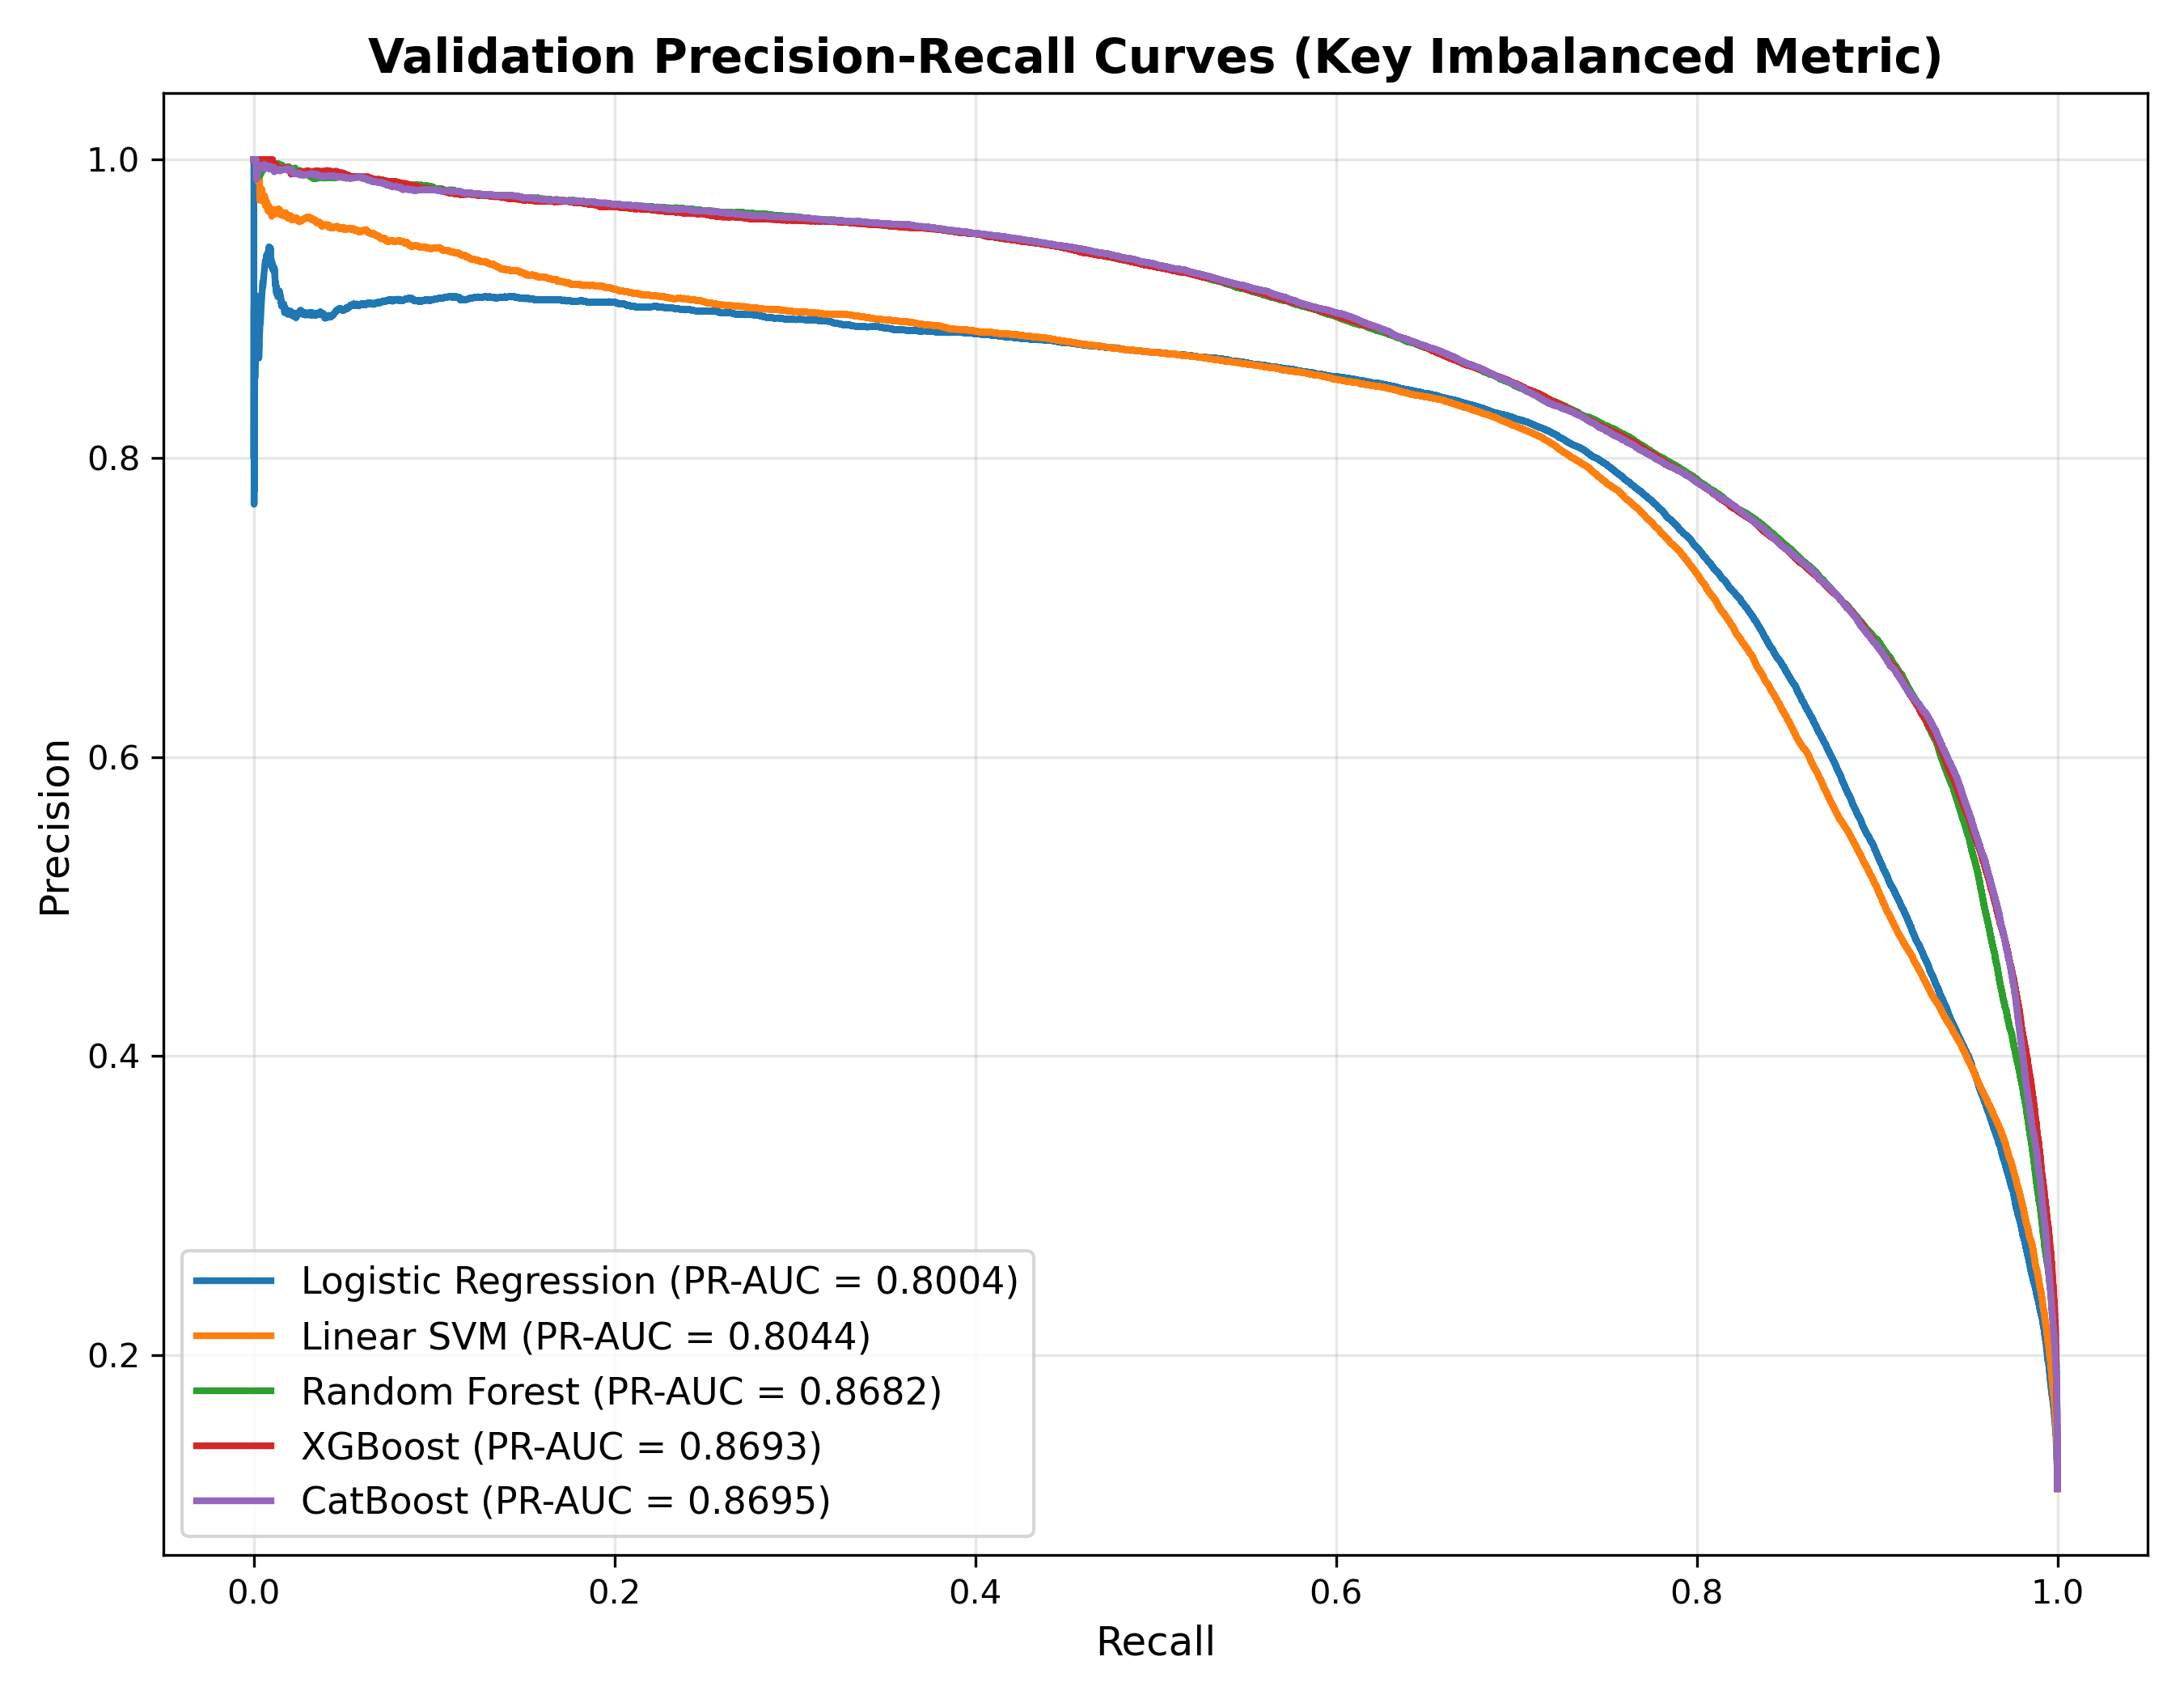 Validation Precision-Recall Curves (Key Imbalanced Metric)
Precision
1.0
0.8
0.6
0.4
0.2
Logistic Regression (PR-AUC = 0.8004)
Linear SVM (PR-AUC = 0.8044)
Random Forest (PR-AUC = 0.8682)
XGBoost (PR-AUC = 0.8693)
CatBoost (PR-AUC = 0.8695)
0.0 0.2 0.4 0.6 0.8 1.0
Recall